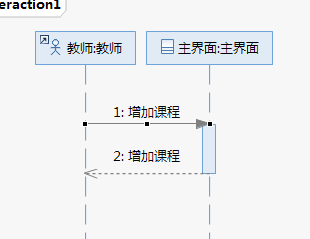 eraction1
教师:教师
主界面:主界面
1: 增加课程
2: 增加课程